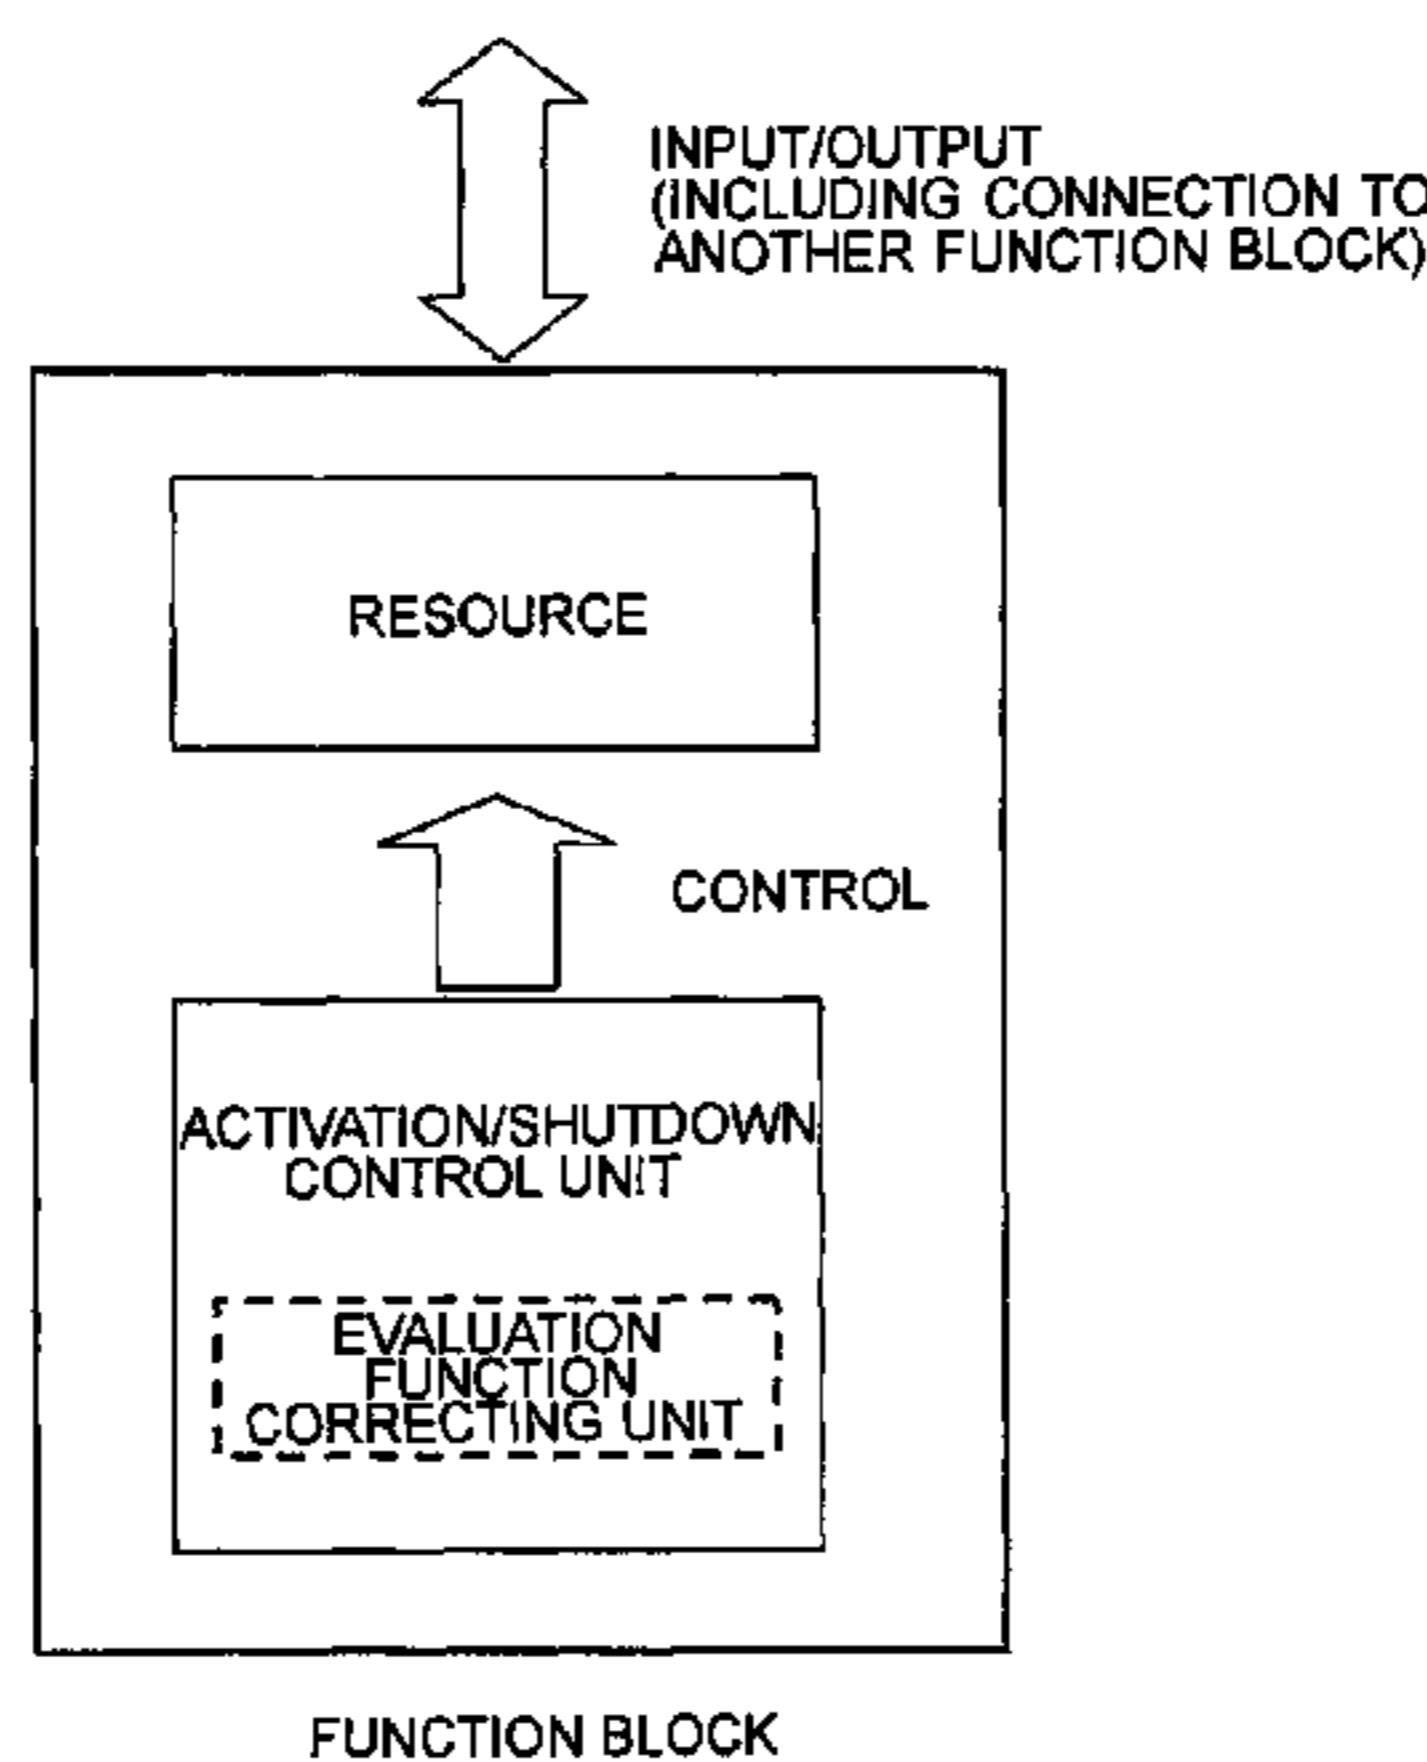 INPUT/OUTPUT
(INCLUDING CONNECTION TO
ANOTHER FUNCTION BLOCK)
RESOURCE
CONTROL
ACTIVATION/SHUTDOWN
CONTROL UNIT
EVALUATION
FUNCTION
CORRECTING UNIT
FUNCTION BLOCK